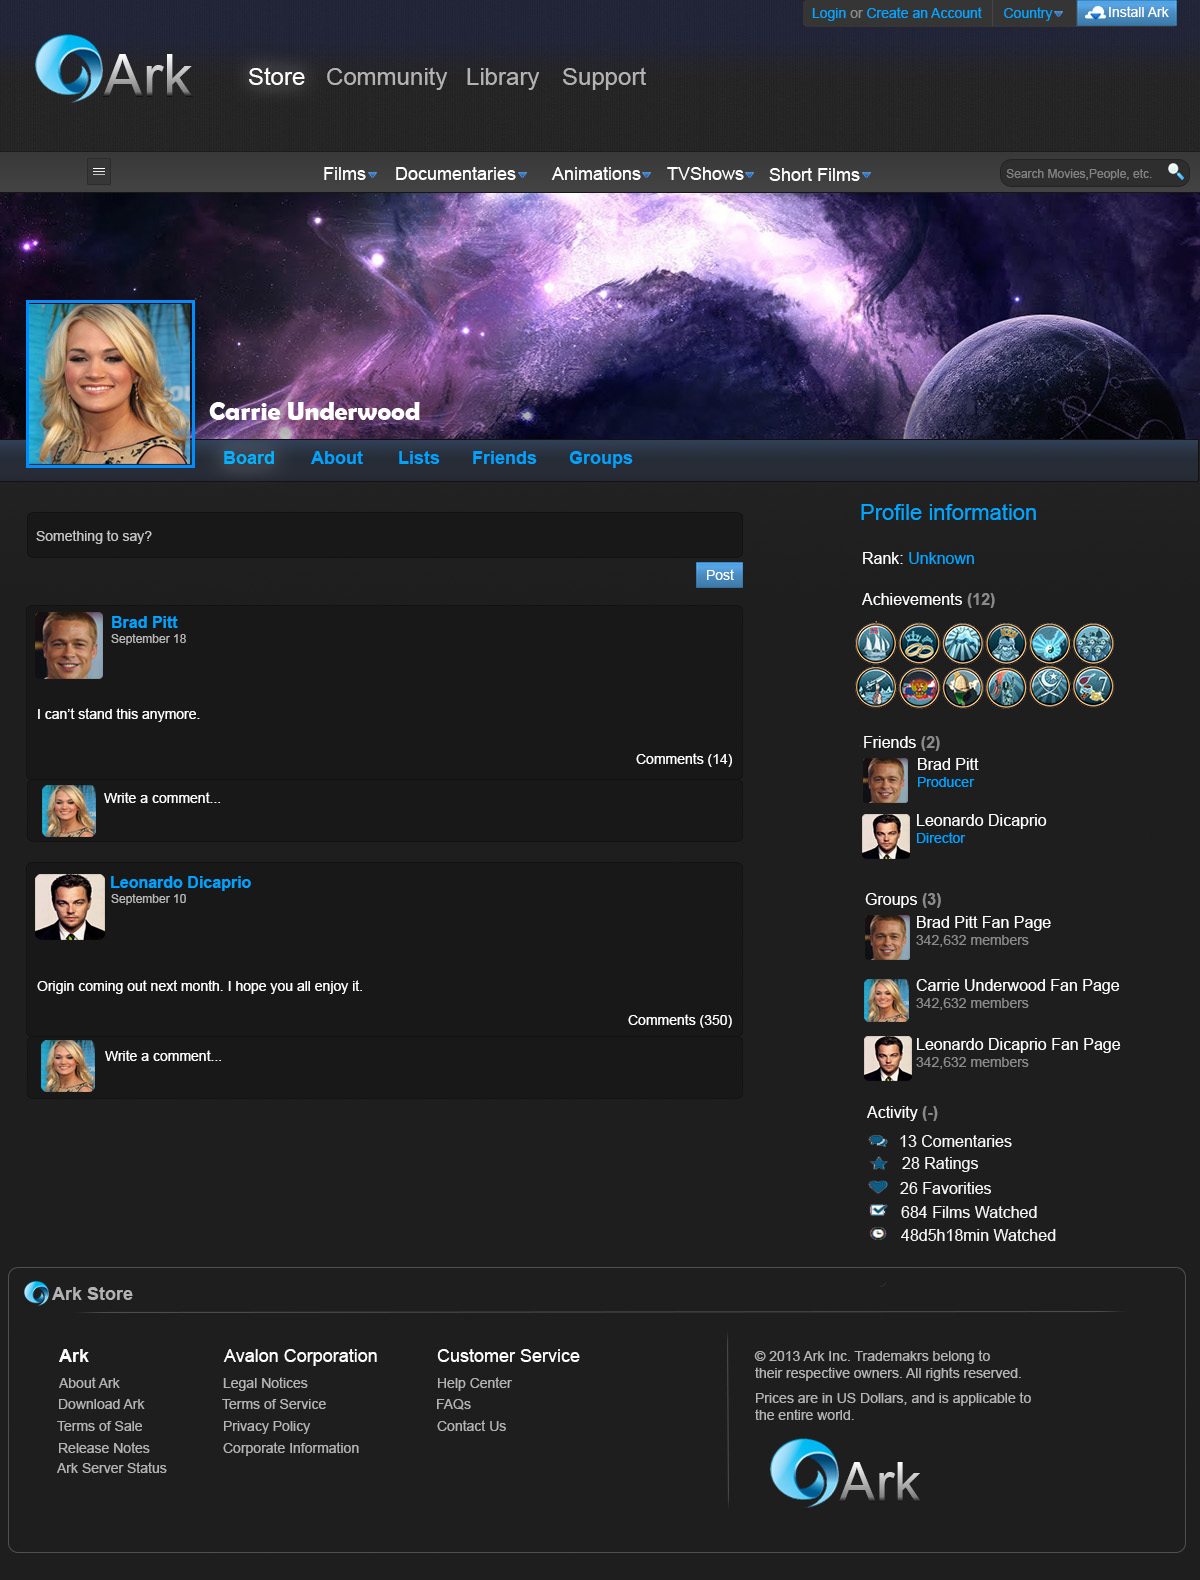 Login or Create an Account
Country
Install Ark
Ark
Store Community Library Support
Films Documentaries Animations TVShows Short Films
Search Movies,People, etc.
Carrie Underwood
Board About Lists Friends Groups
Something to say?
Post
Brad Pitt
September 18
I can't stand this anymore.
Comments (14)
Write a comment...
Leonardo Dicaprio
September 10
Origin coming out next month. I hope you all enjoy it.
Comments (350)
Write a comment...
Profile information
Rank: Unknown
Achievements (12)
7
Friends (2)
Brad Pitt
Producer
Leonardo Dicaprio
Director
Groups (3)
Brad Pitt Fan Page
342,632 members
Carrie Underwood Fan Page
342,632 members
Leonardo Dicaprio Fan Page
342,632 members
Activity (-)
13 Comentaries
28 Ratings
26 Favorities
684 Films Watched
48d5h18min Watched
Ark Store
Ark
About Ark
Download Ark
Terms of Sale
Release Notes
Ark Server Status
Avalon Corporation
Legal Notices
Terms of Service
Privacy Policy
Corporate Information
Customer Service
Help Center
FAQs
Contact Us
© 2013 Ark Inc. Trademakrs belong to
their respective owners. All rights reserved.
Prices are in US Dollars, and is applicable to
the entire world.
Ark